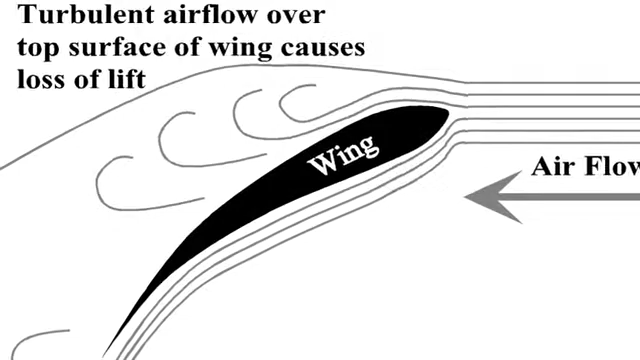 Turbulent airflow over
top surface of wing causes
loss of lift
Wing
Air Flow